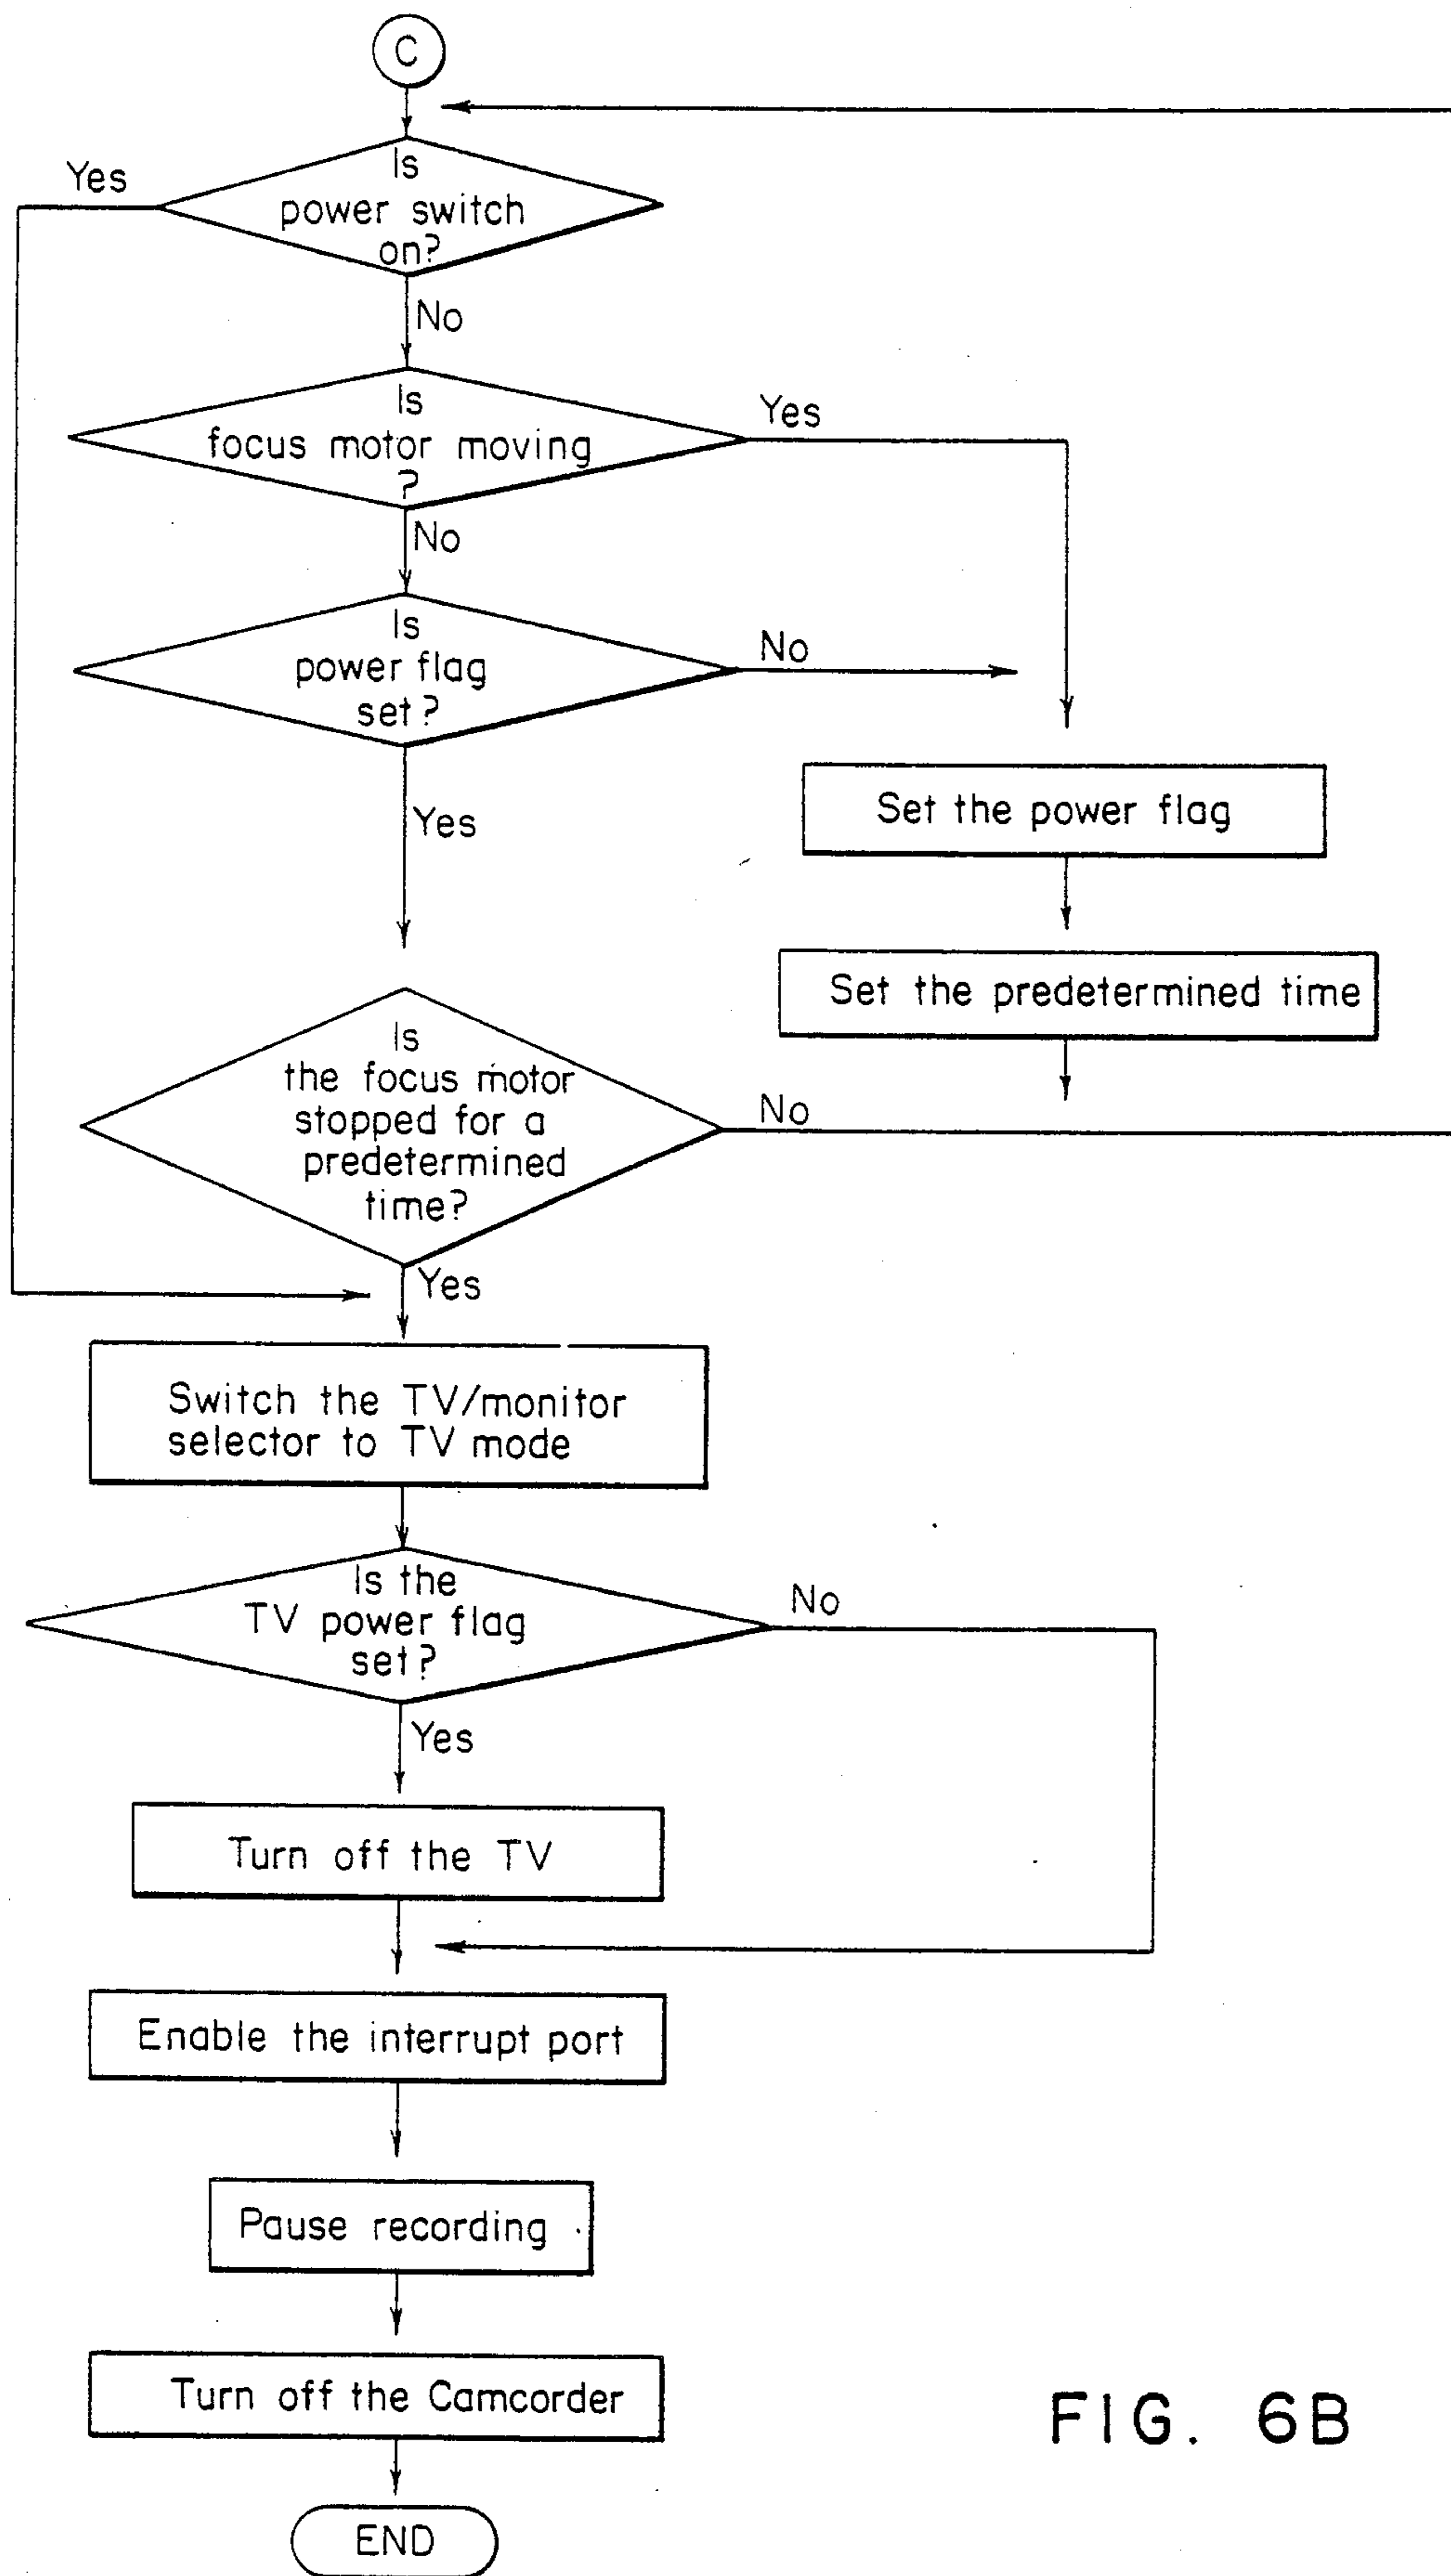 C
Is
power switch
on?
Yes
No
Is
focus motor moving
?
Yes
No
Is
power flag
set?
No
Yes
Set the power flag
Set the predetermined time
Is
the focus motor
stopped for a
predetermined
time?
No
Yes
Switch the TV/monitor
selector to TV mode
Is the
TV power flag
set?
No
Yes
Turn off the TV
Enable the interrupt port
Pause recording
Turn off the Camcorder
END
FIG. 6B